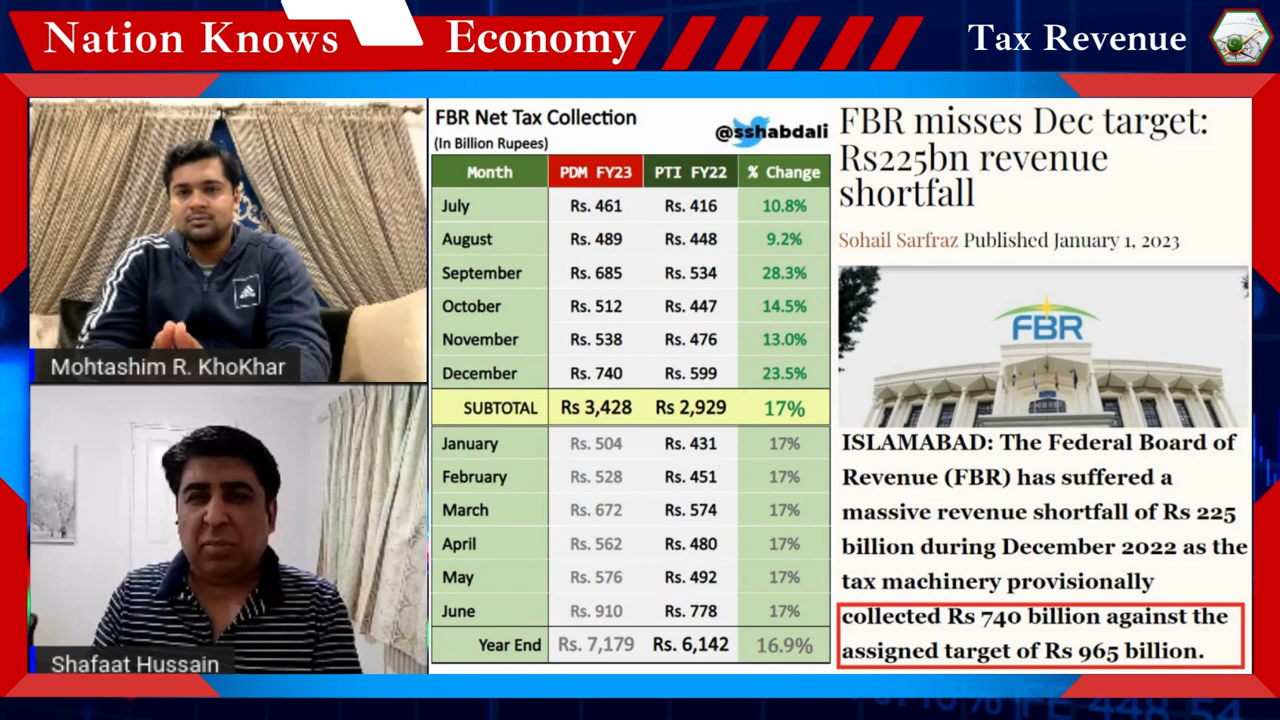 Nation Knows
Economy
Tax Revenue
Mohtashim R. KhoKhar
Shafaat Hussain
FBR Net Tax Collection
(In Billion Rupees)
@sshabdali
Month PDM FY23 PTI FY22 % Change
July Rs. 461 Rs. 416 10.8%
August Rs. 489 Rs. 448 9.2%
September Rs. 685 Rs. 534 28.3%
October Rs. 512 Rs. 447 14.5%
November Rs. 538 Rs. 476 13.0%
December Rs. 740 Rs. 599 23.5%
SUBTOTAL Rs 3,428 Rs 2,929 17%
January Rs. 504 Rs. 431 17%
February Rs. 528 Rs. 451 17%
March Rs. 672 Rs. 574 17%
April Rs. 562 Rs. 480 17%
May Rs. 576 Rs. 492 17%
June Rs. 910 Rs. 778 17%
Year End Rs. 7,179 Rs. 6,142 16.9%
FBR misses Dec target:
Rs225bn revenue
shortfall
Sohail Sarfraz Published January 1, 2023
FBR
ISLAMABAD: The Federal Board of
Revenue (FBR) has suffered a
massive revenue shortfall of Rs 225
billion during December 2022 as the
tax machinery provisionally
collected Rs 740 billion against the
assigned target of Rs 965 billion.